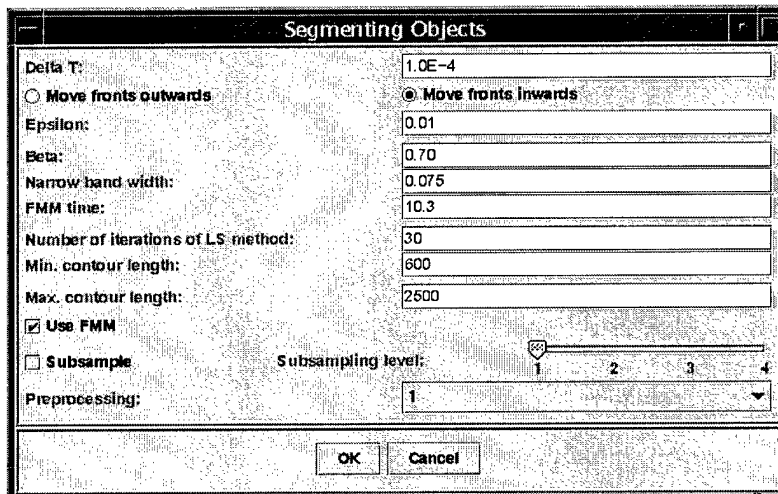 Segmenting Objects
Delta T: 1.0E-4
Move fronts outwards Move fronts inwards
Epsilon: 0.01
Beta: 0.70
Narrow band width: 0.075
FMM time: 10.3
Number of iterations of LS method: 30
Min. contour length: 600
Max. contour length: 2500
Use FMM
Subsample Subsampling level:
1 2 3 4
Preprocessing: 1
OK Cancel